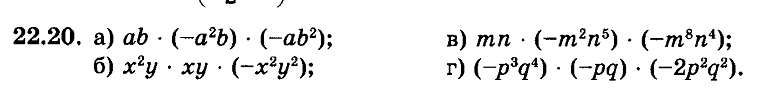 22.20. а) ab · (–a²b) · (–ab²); в) mn · (–m²n⁵) · (–m⁸n⁴);
б) x²y · xy · (–x²y²); г) (–p³q⁴) · (–pq) · (–2p²q²).